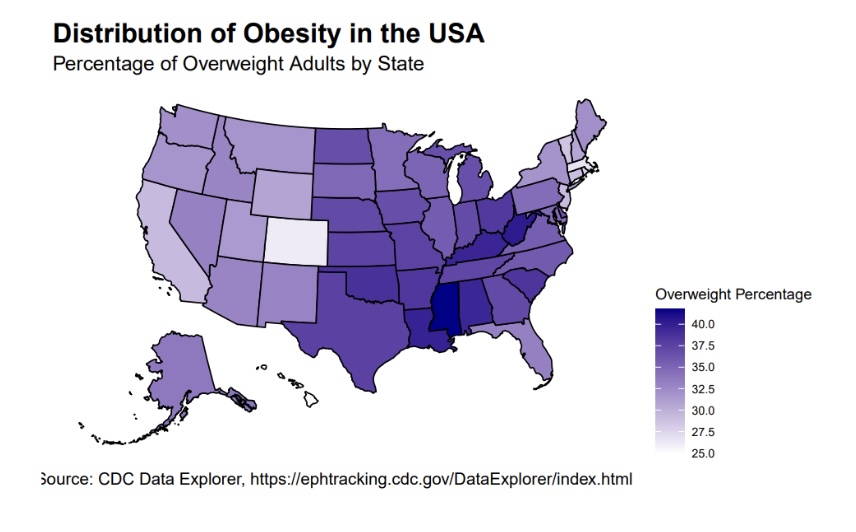 Distribution of Obesity in the USA
Percentage of Overweight Adults by State
Overweight Percentage
40.0
37.5
35.0
32.5
30.0
27.5
25.0
Source: CDC Data Explorer, https://ephtracking.cdc.gov/DataExplorer/index.html